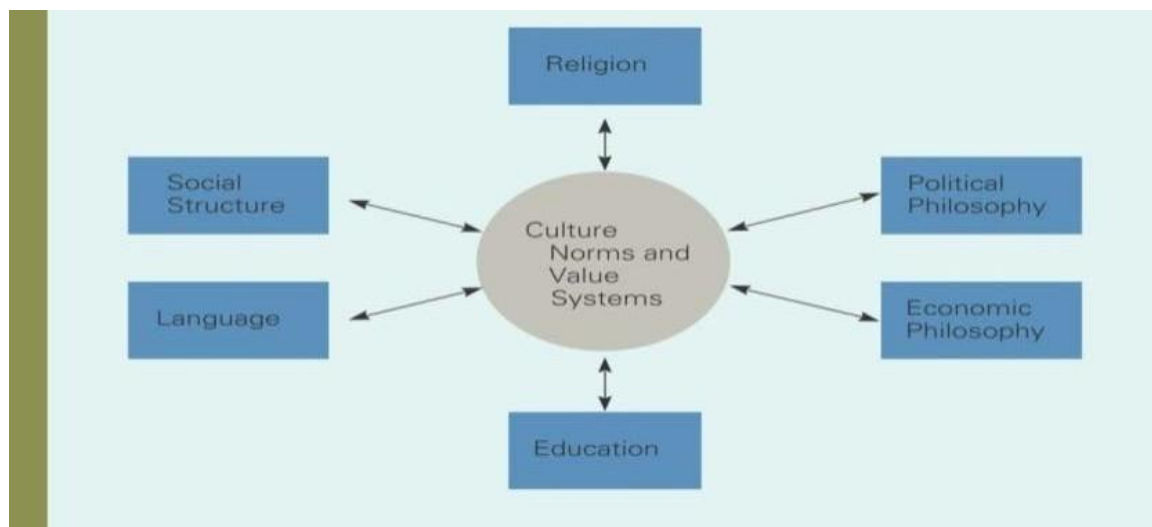 Religion
Social
Structure
Political
Philosophy
Culture
Norms and
Value
Systems
Language
Economic
Philosophy
Education